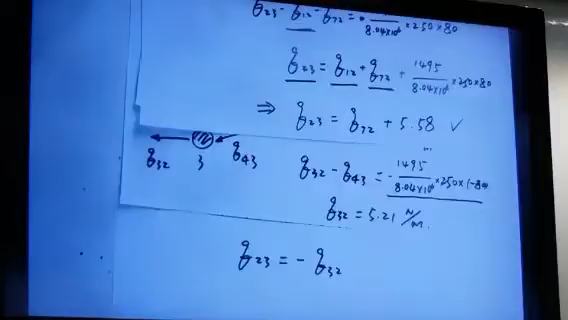 q₂₃ - q₁₂ - q₇₂ =
8.04×10⁶ ×250×80
q₂₃ = q₁₂ + q₇₂ + 1495/8.04×10⁶ ×250×80
⇒ q₂₃ = q₇₂ + 5.58 ✓
q₃₂ 3 q₄₃
q₃₂ - q₄₃ = - 1495/8.04×10⁶ ×250×(-80
q₃₂ = 5.21 N/m.
q₂₃ = - q₃₂